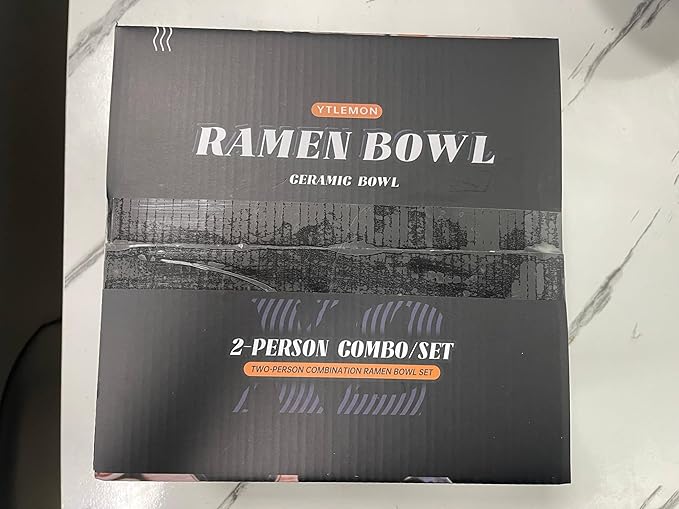 YTLEMON
RAMEN BOWL
CERAMIC BOWL
2-PERSON COMBO/SET
TWO-PERSON COMBINATION RAMEN BOWL SET